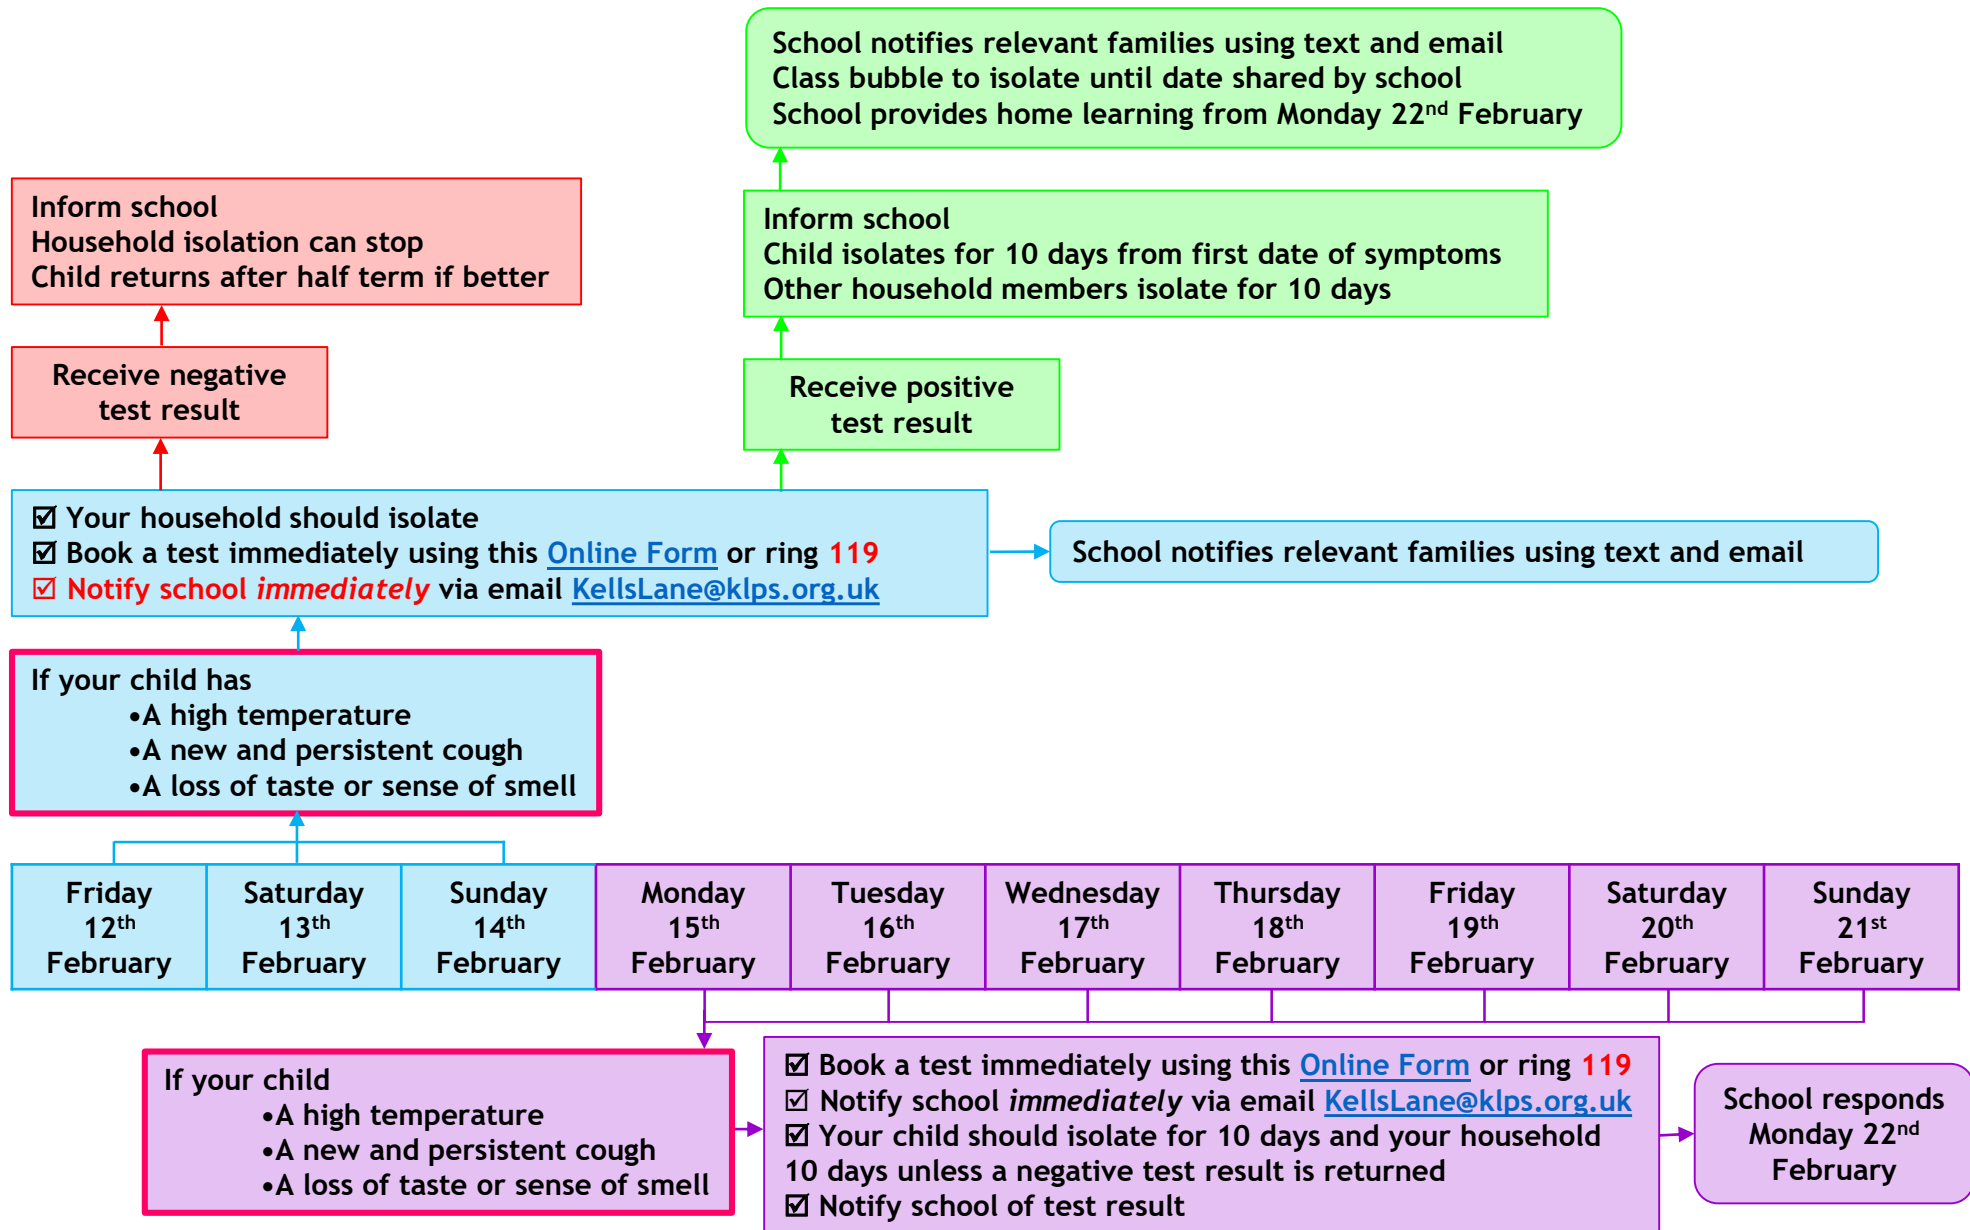 School notifies relevant families using text and email
Class bubble to isolate until date shared by school
School provides home learning from Monday 22nd February
Inform school
Household isolation can stop
Child returns after half term if better
Inform school
Child isolates for 10 days from first date of symptoms
Other household members isolate for 10 days
Receive negative
test result
Receive positive
test result
☑ Your household should isolate
☑ Book a test immediately using this Online Form or ring 119
☑ Notify school immediately via email KellsLane@klps.org.uk
School notifies relevant families using text and email
If your child has
•A high temperature
•A new and persistent cough
•A loss of taste or sense of smell
Friday
12th
February
Saturday
13th
February
Sunday
14th
February
Monday
15th
February
Tuesday
16th
February
Wednesday
17th
February
Thursday
18th
February
Friday
19th
February
Saturday
20th
February
Sunday
21st
February
If your child
•A high temperature
•A new and persistent cough
•A loss of taste or sense of smell
☑ Book a test immediately using this Online Form or ring 119
☑ Notify school immediately via email KellsLane@klps.org.uk
☑ Your child should isolate for 10 days and your household
10 days unless a negative test result is returned
☑ Notify school of test result
School responds
Monday 22nd
February